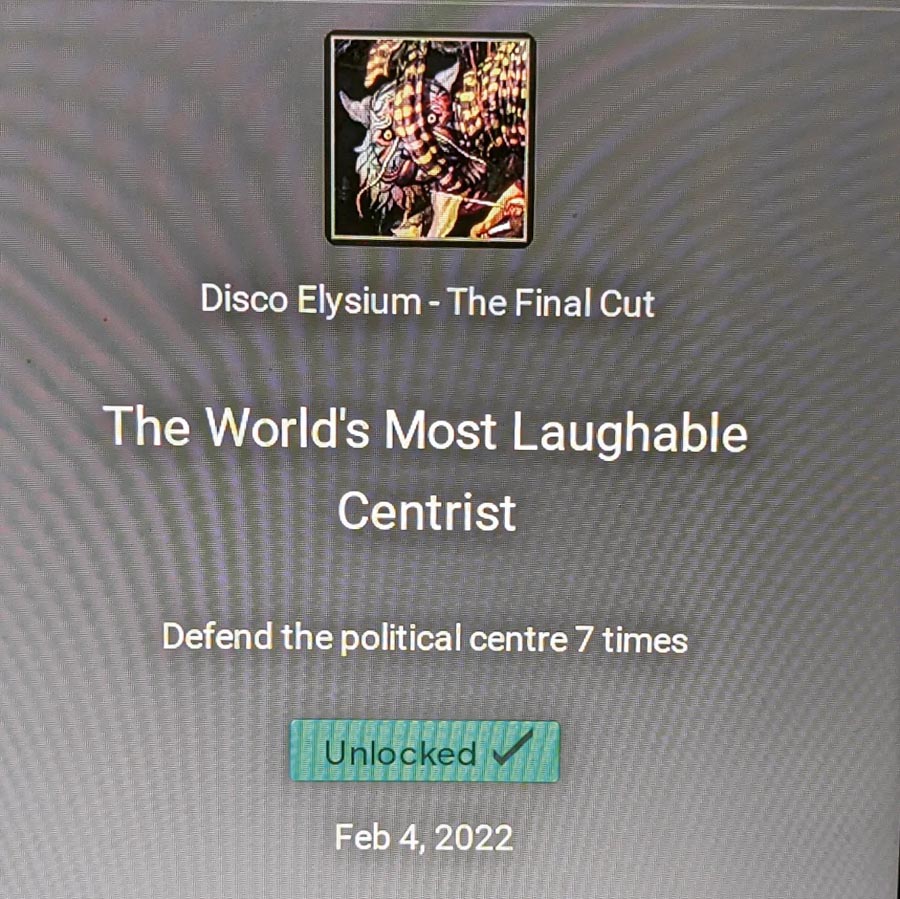 Disco Elysium - The Final Cut
The World's Most Laughable
Centrist
Defend the political centre 7 times
Unlocked
Feb 4, 2022